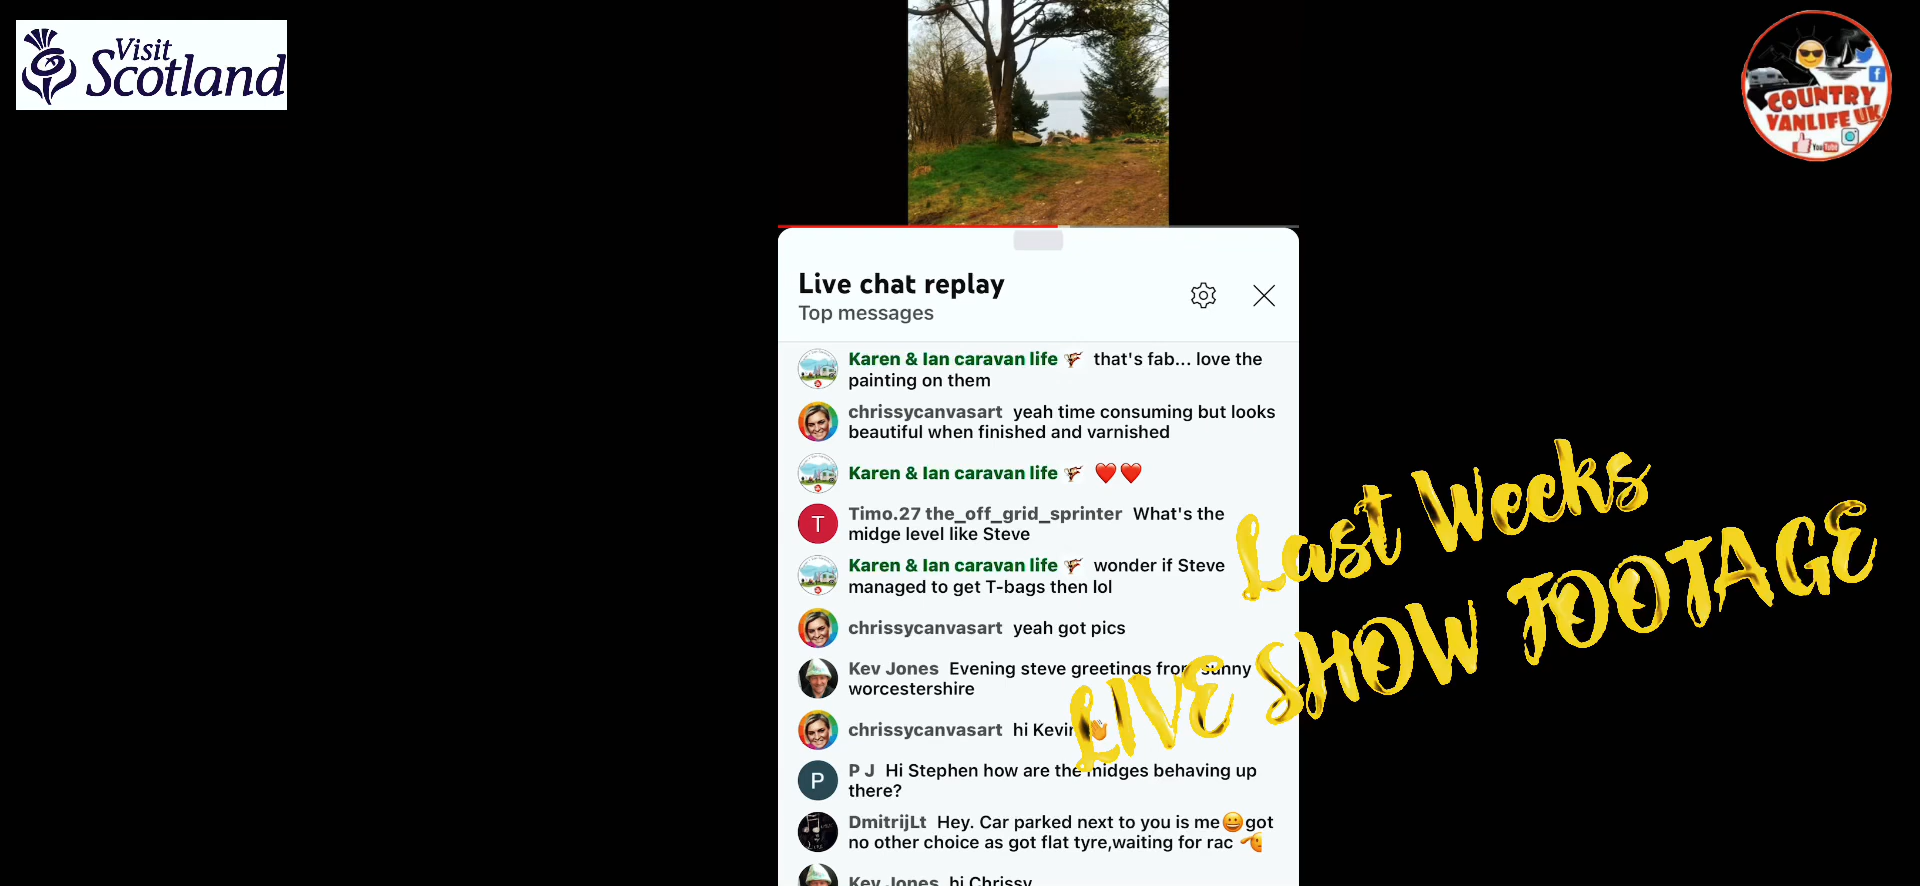 Visit
Scotland
COUNTRY
VANLIFE UK
YouTube
Live chat replay
Top messages
Karen & Ian caravan life that's fab... love the
painting on them
chrissycanvasart yeah time consuming but looks
beautiful when finished and varnished
Karen & Ian caravan life ❤️❤️
T
Timo.27 the_off_grid_sprinter What's the
midge level like Steve
Karen & Ian caravan life wonder if Steve
managed to get T-bags then lol
chrissycanvasart yeah got pics
Kev Jones Evening steve greetings from sunny
worcestershire
chrissycanvasart hi Kevin 👋
P
P J Hi Stephen how are the midges behaving up
there?
DmitrijLt Hey. Car parked next to you is me😀got
no other choice as got flat tyre,waiting for rac
Kev Jones hi Chrissy
Last Weeks
LIVE SHOW FOOTAGE